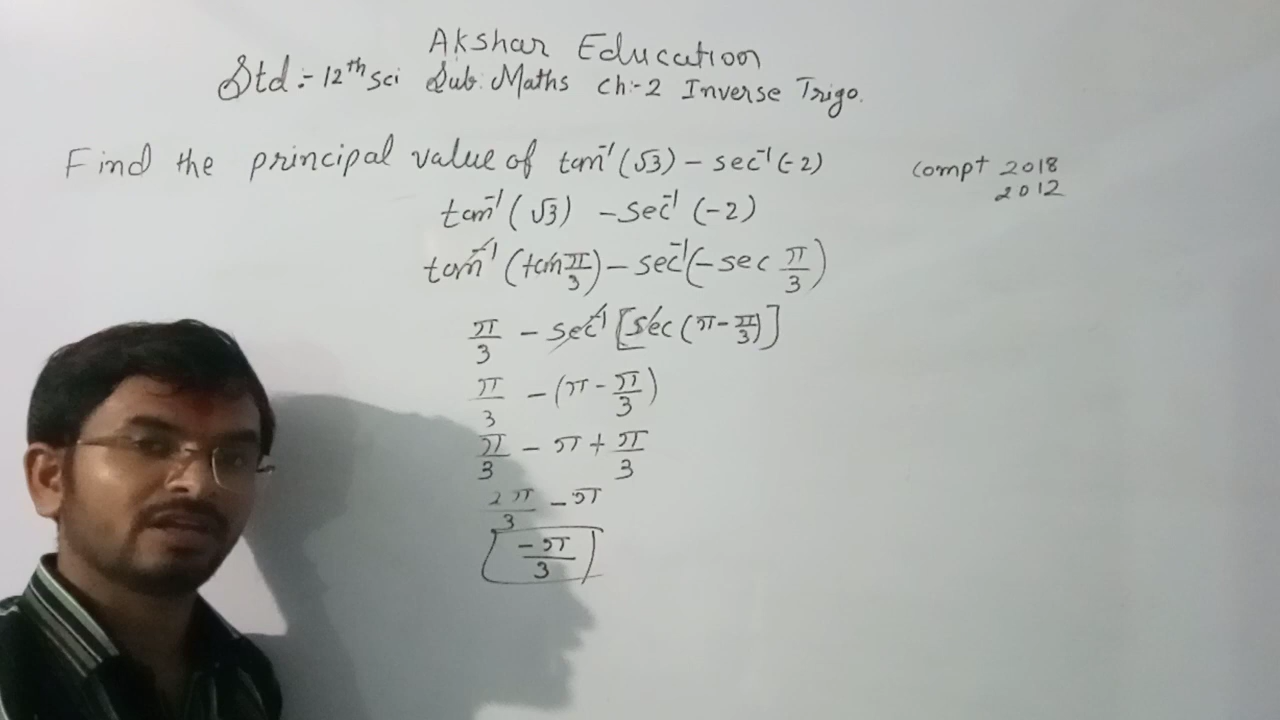 Akshar Education
Std:- 12th sci Sub: Maths Ch:-2 Inverse Trigo.
Find the principal value of tan⁻¹(√3) - sec⁻¹(-2) Compt 2018
2012
tan⁻¹(√3) - sec⁻¹(-2)
tan⁻¹(tan π/3) - sec⁻¹(-sec π/3)
π/3 - sec⁻¹[sec(π - π/3)]
π/3 - (π - π/3)
π/3 - π + π/3
2π/3 - π
-π/3